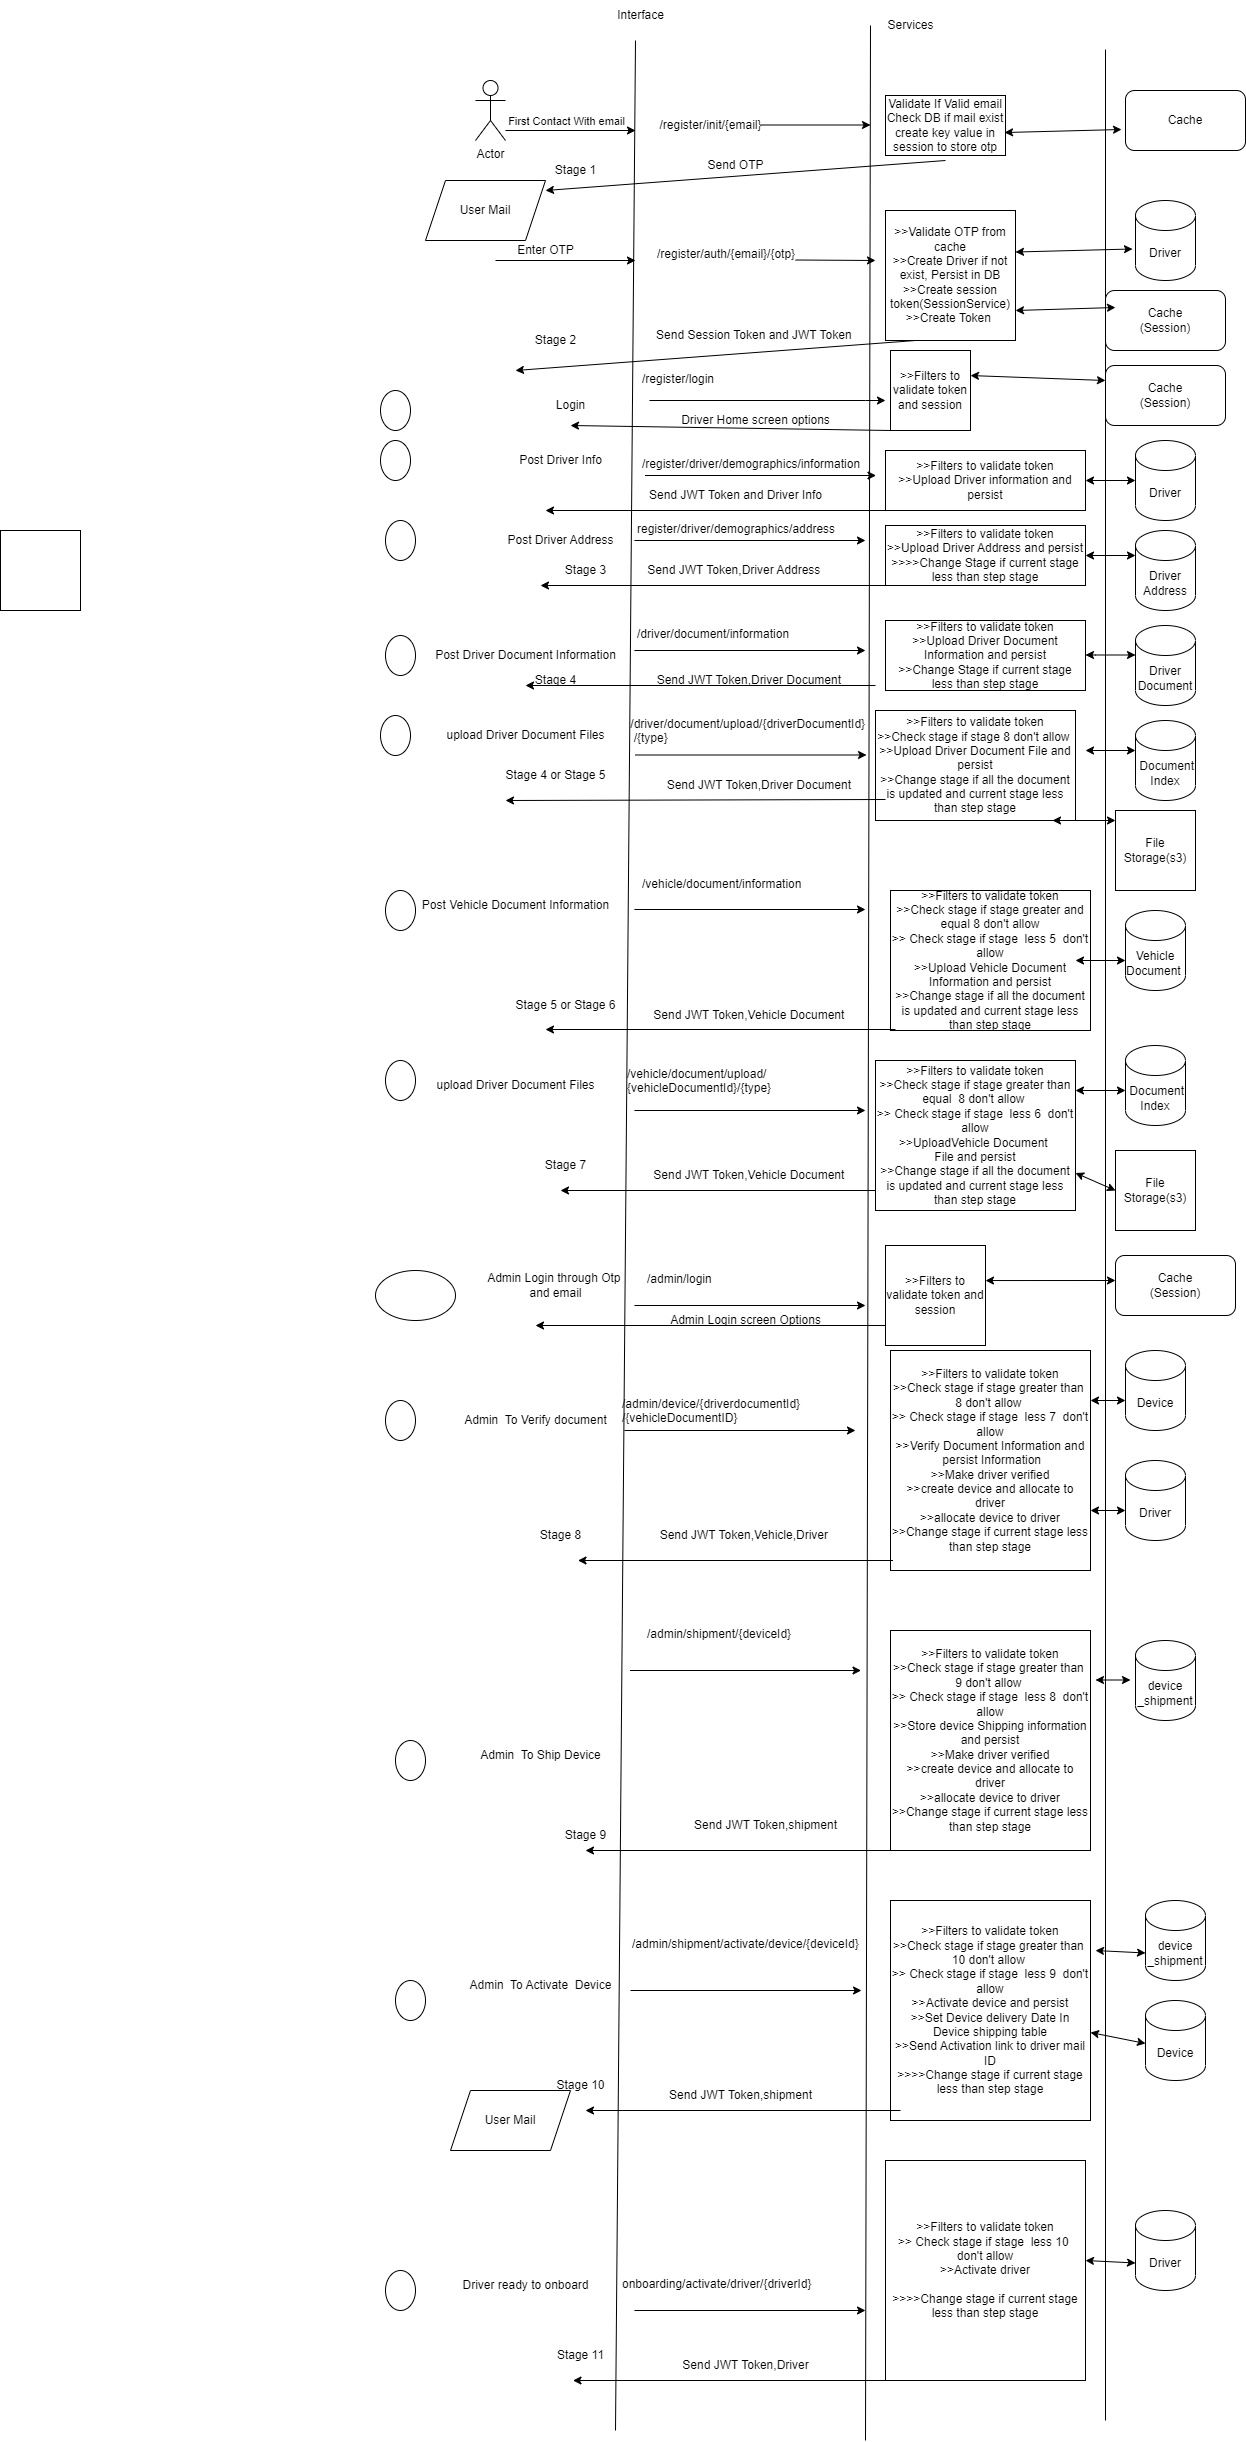 Interface
Services
First Contact With email
Actor
/register/init/{email}
Validate If Valid email
Check DB if mail exist
create key value in
session to store otp
Cache
Stage 1
Send OTP
User Mail
Enter OTP
/register/auth/{email}/{otp}
>>Validate OTP from
cache
>>Create Driver if not
exist, Persist in DB
>>Create session
token(SessionService)
>>Create Token
Driver
Cache
(Session)
Stage 2
Send Session Token and JWT Token
/register/login
>>Filters to
validate token
and session
Cache
(Session)
Login
Driver Home screen options
Post Driver Info
/register/driver/demographics/information
>>Filters to validate token
>>Upload Driver information and
persist
Driver
Send JWT Token and Driver Info
Post Driver Address
register/driver/demographics/address
>>Filters to validate token
>>Upload Driver Address and persist
>>>>Change Stage if current stage
less than step stage
Driver
Address
Stage 3
Send JWT Token,Driver Address
Post Driver Document Information
/driver/document/information
>>Filters to validate token
>>Upload Driver Document
Information and persist
>>Change Stage if current stage
less than step stage
Driver
Document
Stage 4
Send JWT Token,Driver Document
upload Driver Document Files
/driver/document/upload/{driverDocumentId}
/{type}
>>Filters to validate token
>>Check stage if stage 8 don't allow
>>Upload Driver Document File and
persist
>>Change stage if all the document
is updated and current stage less
than step stage
Document
Index
Stage 4 or Stage 5
Send JWT Token,Driver Document
File
Storage(s3)
Post Vehicle Document Information
/vehicle/document/information
>>Filters to validate token
>>Check stage if stage greater and
equal 8 don't allow
>> Check stage if stage  less 5  don't
allow
>>Upload Vehicle Document
Information and persist
>>Change stage if all the document
is updated and current stage less
than step stage
Vehicle
Document
Stage 5 or Stage 6
Send JWT Token,Vehicle Document
upload Driver Document Files
/vehicle/document/upload/
{vehicleDocumentId}/{type}
>>Filters to validate token
>>Check stage if stage greater than
equal  8 don't allow
>> Check stage if stage  less 6  don't
allow
>>UploadVehicle Document
File and persist
>>Change stage if all the document
is updated and current stage less
than step stage
Document
Index
Stage 7
Send JWT Token,Vehicle Document
File
Storage(s3)
Admin Login through Otp
and email
/admin/login
>>Filters to
validate token and
session
Cache
(Session)
Admin Login screen Options
Admin  To Verify document
/admin/device/{driverdocumentId}
/{vehicleDocumentID}
>>Filters to validate token
>>Check stage if stage greater than
8 don't allow
>> Check stage if stage  less 7  don't
allow
>>Verify Document Information and
persist Information
>>Make driver verified
>>create device and allocate to
driver
>>allocate device to driver
>>Change stage if current stage less
than step stage
Device
Driver
Stage 8
Send JWT Token,Vehicle,Driver
/admin/shipment/{deviceId}
>>Filters to validate token
>>Check stage if stage greater than
9 don't allow
>> Check stage if stage  less 8  don't
allow
>>Store device Shipping information
and persist
>>Make driver verified
>>create device and allocate to
driver
>>allocate device to driver
>>Change stage if current stage less
than step stage
device
_shipment
Admin  To Ship Device
Stage 9
Send JWT Token,shipment
/admin/shipment/activate/device/{deviceId}
Admin  To Activate  Device
>>Filters to validate token
>>Check stage if stage greater than
10 don't allow
>> Check stage if stage  less 9  don't
allow
>>Activate device and persist
>>Set Device delivery Date In
Device shipping table
>>Send Activation link to driver mail
ID
>>>>Change stage if current stage
less than step stage
device
_shipment
Device
Stage 10
Send JWT Token,shipment
User Mail
Driver ready to onboard
onboarding/activate/driver/{driverId}
>>Filters to validate token
>> Check stage if stage  less 10
don't allow
>>Activate driver
>>>>Change stage if current stage
less than step stage
Driver
Stage 11
Send JWT Token,Driver